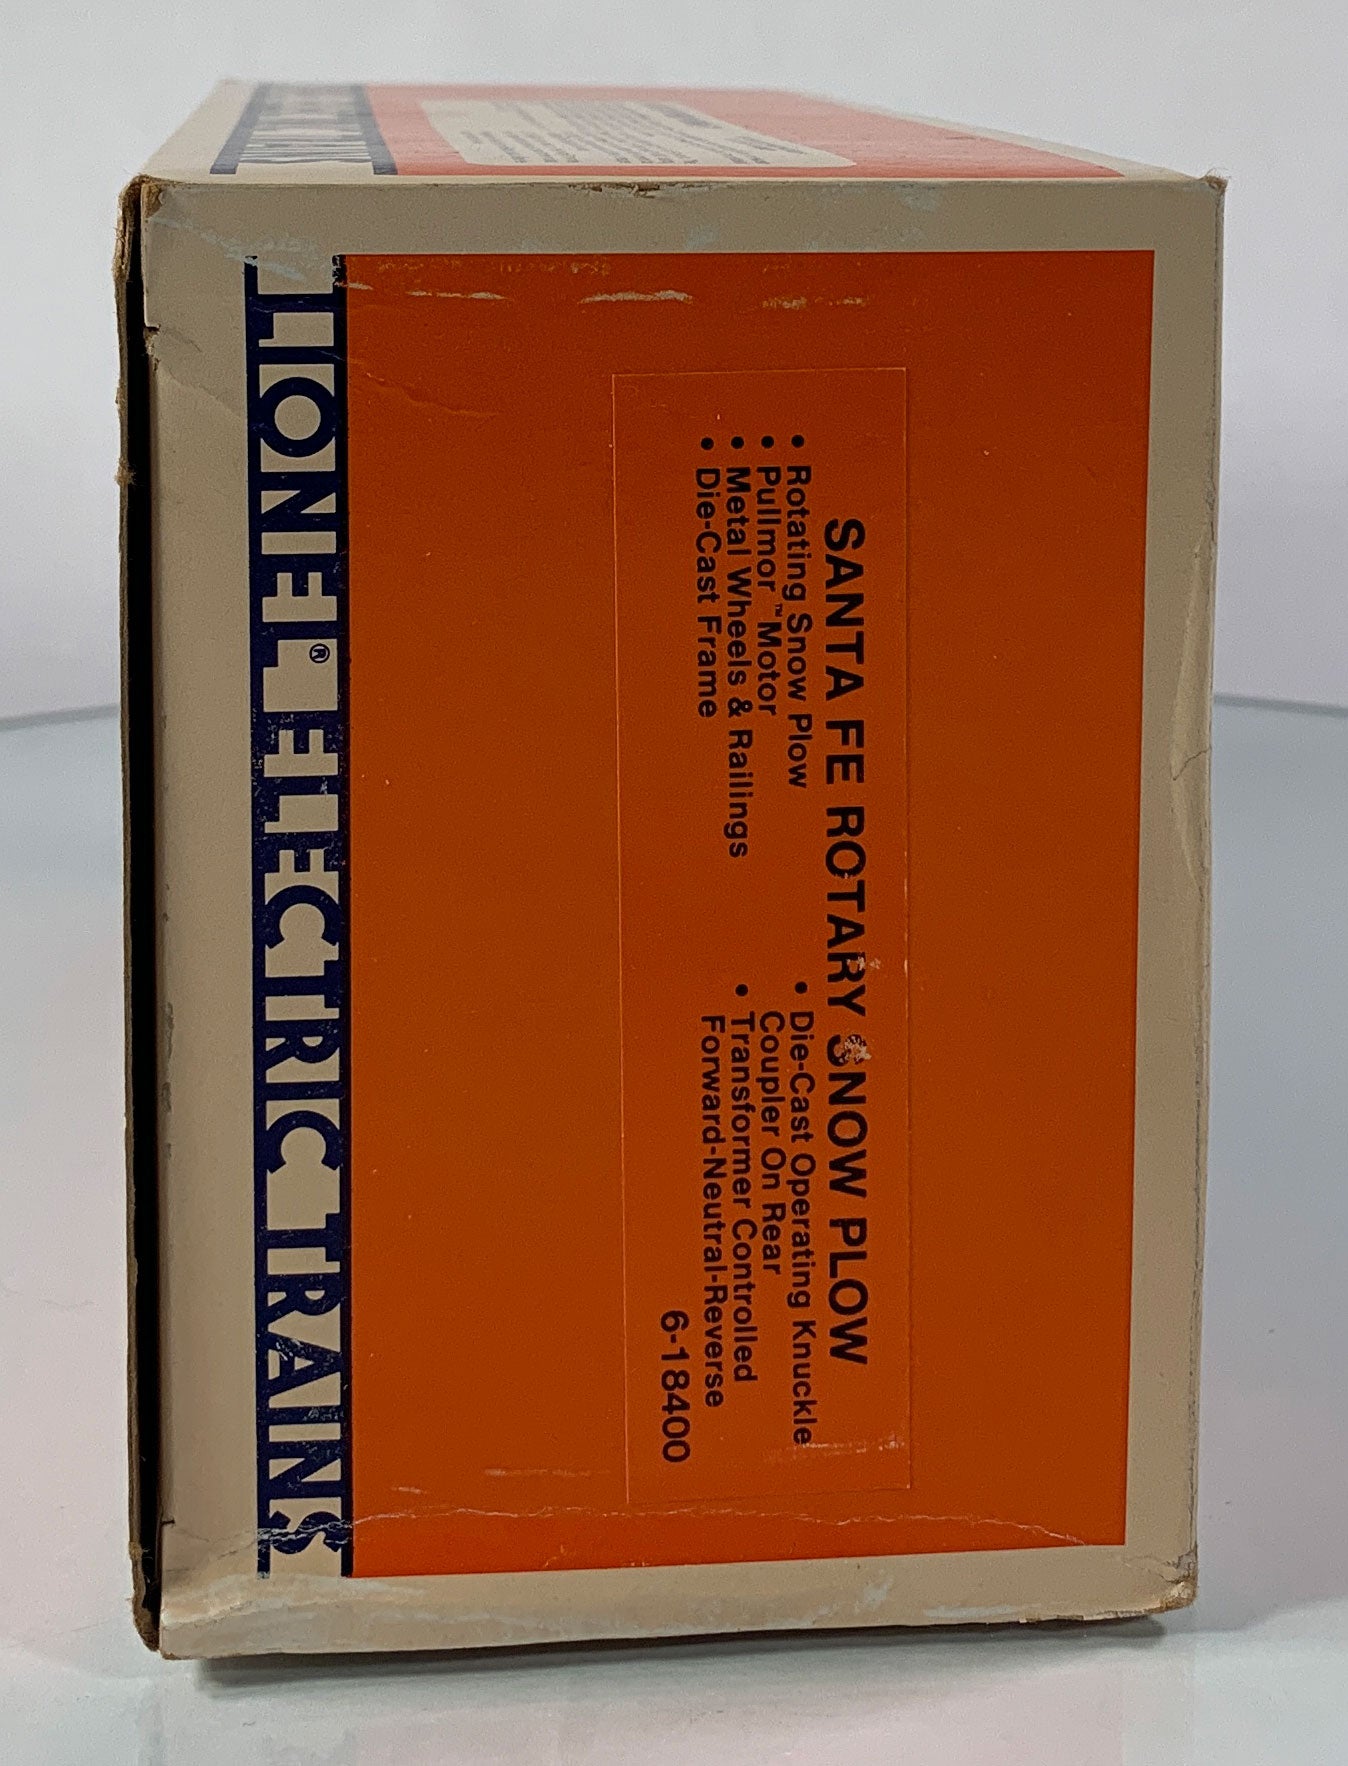 LIONEL® ELECTRIC TRAINS
SANTA FE ROTARY SNOW PLOW
• Rotating Snow Plow
• Pullmor™ Motor
• Metal Wheels & Railings
• Die-Cast Frame
• Die-Cast Operating Knuckle
Coupler On Rear
• Transformer Controlled
Forward-Neutral-Reverse
6-18400